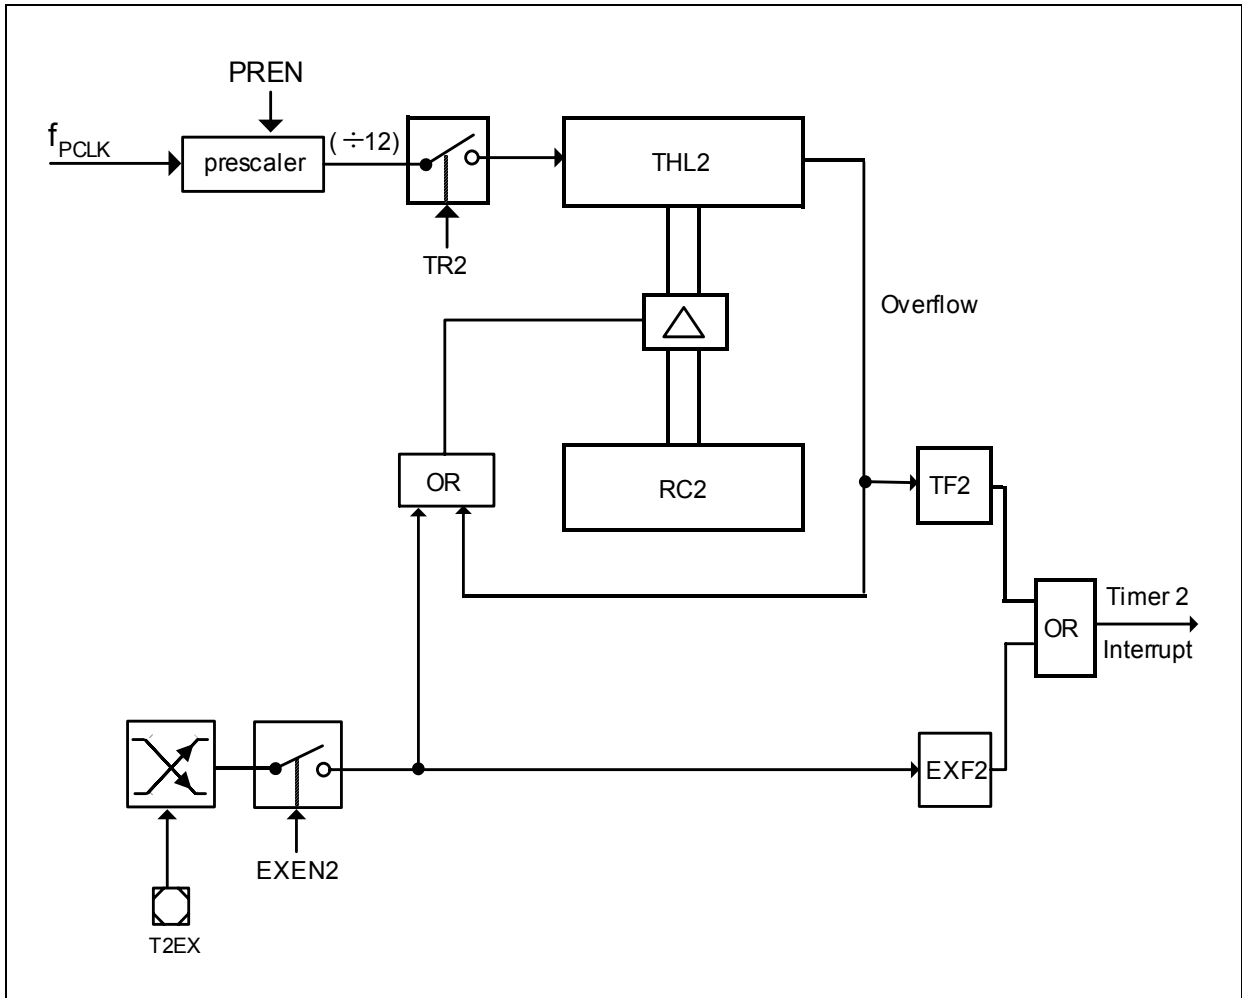 PREN
fPCLK
prescaler
(÷12)
TR2
THL2
Overflow
OR
RC2
TF2
OR
Timer 2
Interrupt
EXF2
EXEN2
T2EX